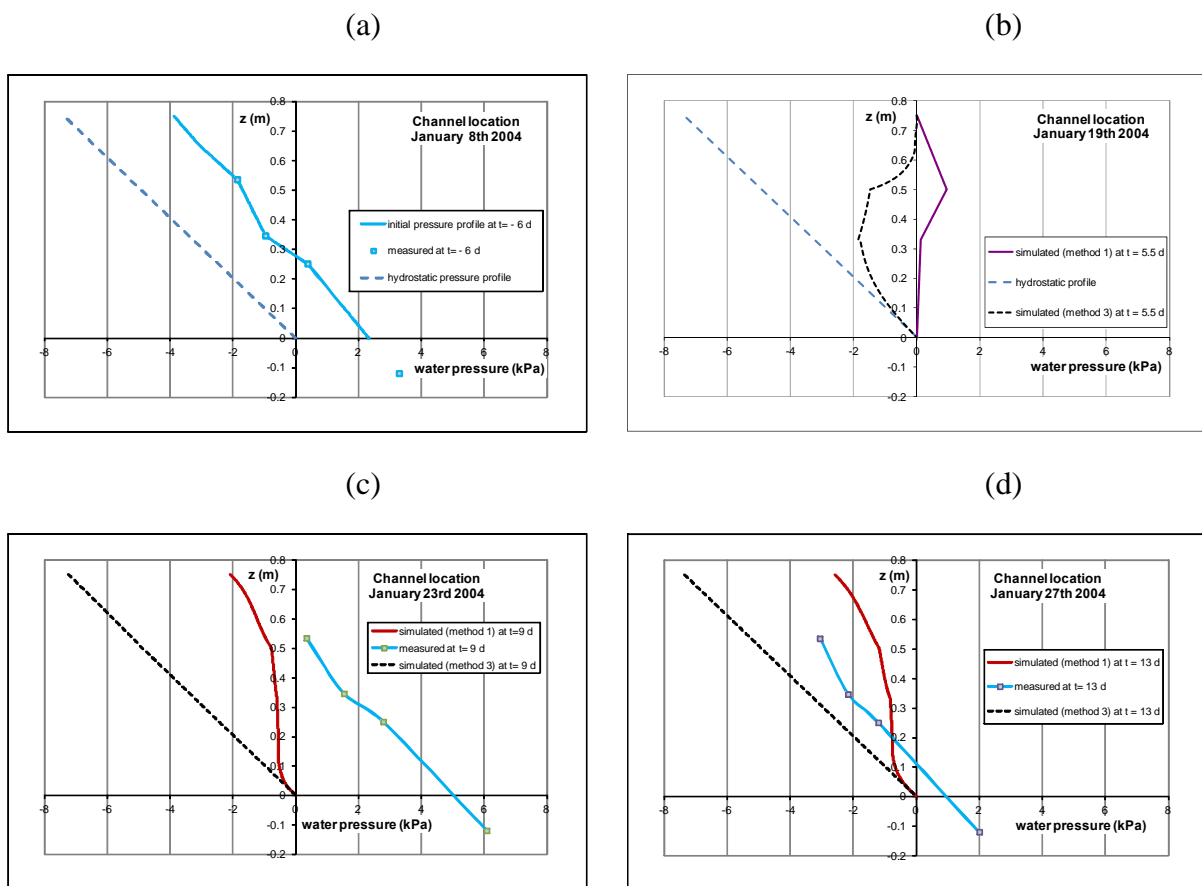 (a)
z (m)
Channel location
January 8th 2004
0.8
0.7
0.6
0.5
0.4
0.3
0.2
0.1
0
-0.1
-0.2
-8
-6
-4
-2
0
2
4
6
8
initial pressure profile at t= - 6 d
measured at t= - 6 d
hydrostatic pressure profile
water pressure (kPa)
(b)
z (m)
Channel location
January 19th 2004
0.8
0.7
0.6
0.5
0.4
0.3
0.2
0.1
0
-0.1
-0.2
-8
-6
-4
-2
0
2
4
6
8
simulated (method 1) at t = 5.5 d
hydrostatic profile
simulated (method 3) at t = 5.5 d
water pressure (kPa)
(c)
z (m)
Channel location
January 23rd 2004
0.8
0.7
0.6
0.5
0.4
0.3
0.2
0.1
0
-0.1
-0.2
-8
-6
-4
-2
0
2
4
6
8
simulated (method 1) at t=9 d
measured at t= 9 d
simulated (method 3) at t= 9 d
water pressure (kPa)
(d)
z (m)
Channel location
January 27th 2004
0.8
0.7
0.6
0.5
0.4
0.3
0.2
0.1
0
-0.1
-0.2
-8
-6
-4
-2
0
2
4
6
8
simulated (method 1) at t = 13 d
measured at t= 13 d
simulated (method 3) at t = 13 d
water pressure (kPa)